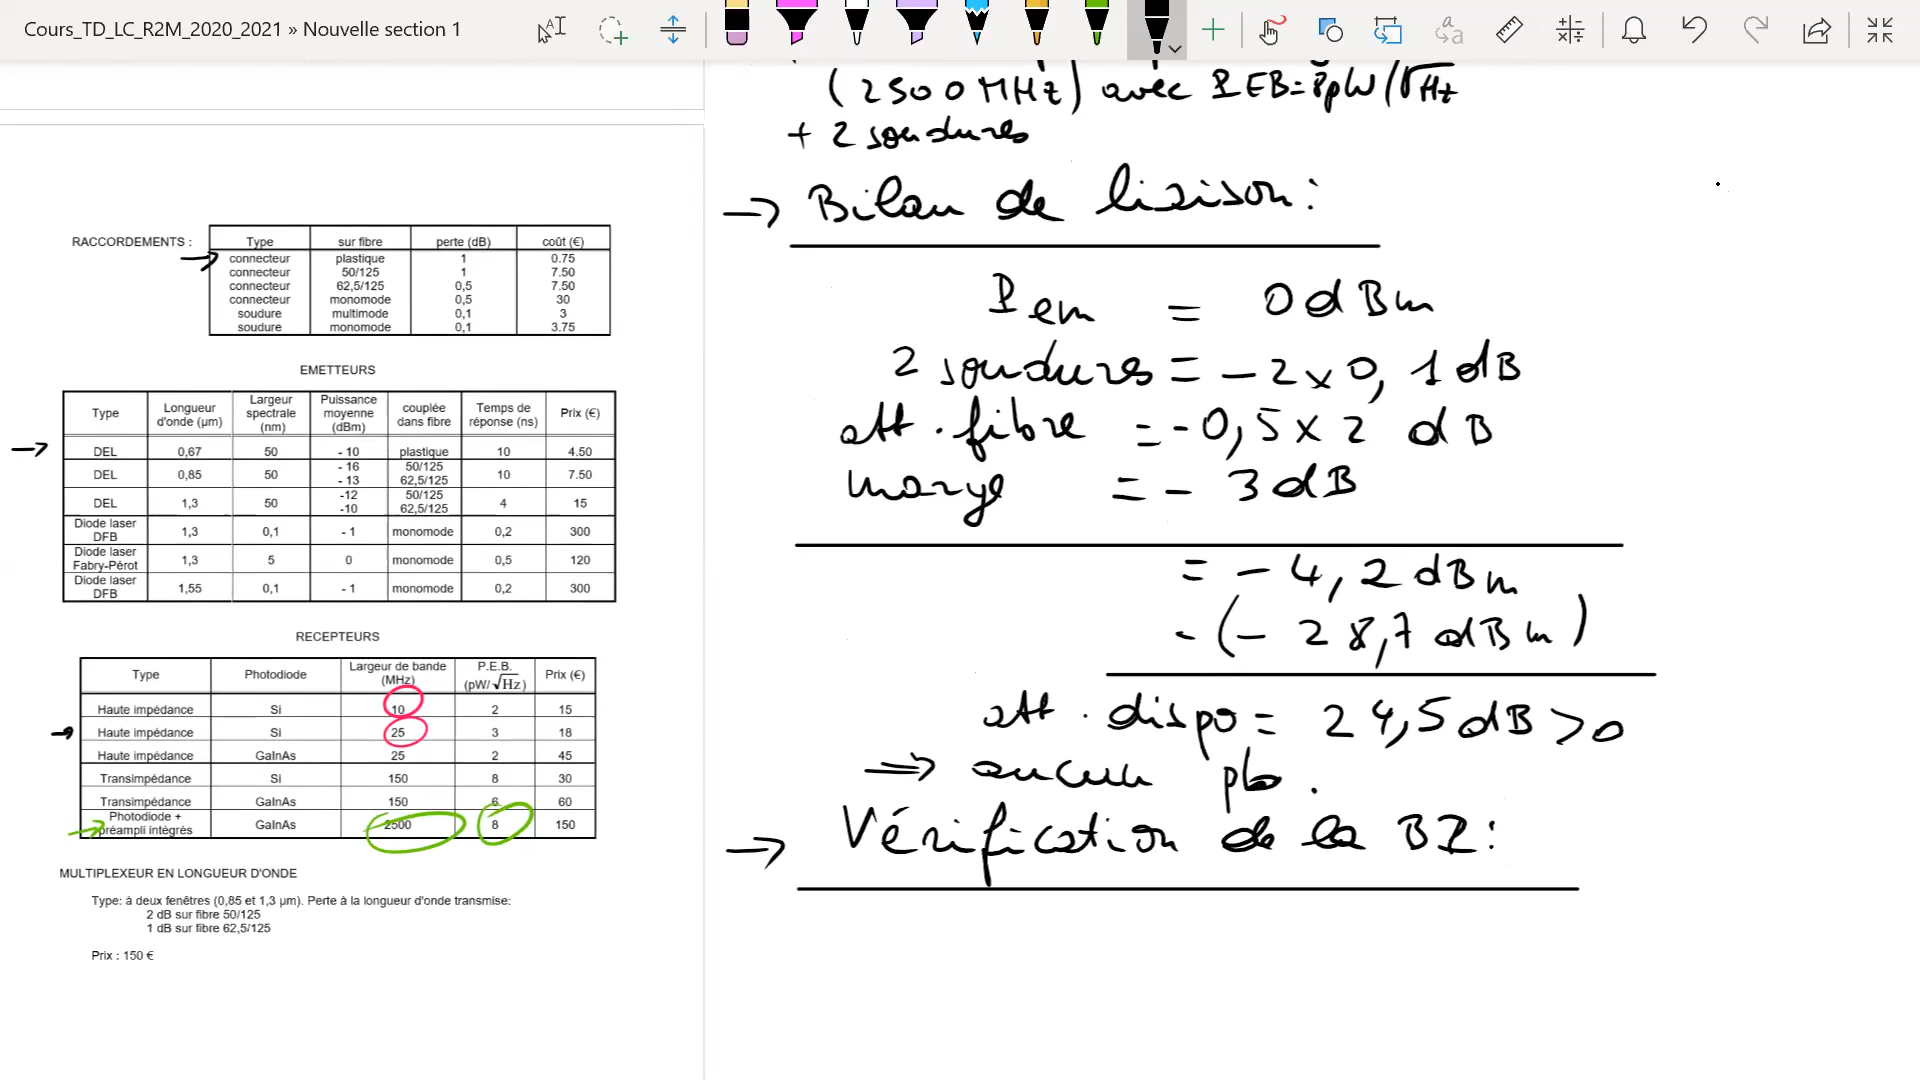 Cours_TD_LC_R2M_2020_2021 » Nouvelle section 1
RACCORDEMENTS :
Type sur fibre perte (dB) coût (€)
connecteur plastique 1 0.75
connecteur 50/125 1 7.50
connecteur 62,5/125 0,5 7.50
connecteur monomode 0,5 30
soudure multimode 0,1 3
soudure monomode 0,1 3.75
EMETTEURS
Type Longueur d'onde (µm) Largeur spectrale (nm) Puissance moyenne (dBm) couplée dans fibre Temps de réponse (ns) Prix (€)
DEL 0,67 50 - 10 plastique 10 4.50
DEL 0,85 50 - 16 50/125 10 7.50
- 13 62,5/125
DEL 1,3 50 -12 50/125 4 15
-10 62,5/125
Diode laser DFB 1,3 0,1 - 1 monomode 0,2 300
Diode laser Fabry-Pérot 1,3 5 0 monomode 0,5 120
Diode laser DFB 1,55 0,1 - 1 monomode 0,2 300
RECEPTEURS
Type Photodiode Largeur de bande (MHz) P.E.B. (pW/√Hz) Prix (€)
Haute impédance Si 10 2 15
Haute impédance Si 25 3 18
Haute impédance GaInAs 25 2 45
Transimpédance Si 150 8 30
Transimpédance GaInAs 150 6 60
Photodiode + préampli intégrés GaInAs 2500 8 150
MULTIPLEXEUR EN LONGUEUR D'ONDE
Type: à deux fenêtres (0,85 et 1,3 µm). Perte à la longueur d'onde transmise:
2 dB sur fibre 50/125
1 dB sur fibre 62,5/125
Prix : 150 €
(2500 MHz) avec PEB=8pW/√Hz
+ 2 soudures
→ Bilan de liaison :
Pem = 0 dBm
2 soudures = - 2 x 0,1 dB
att. fibre = - 0,5 x 2 dB
marge = - 3 dB
= - 4,2 dBm
- (- 28,7 dBm)
att. dispo = 24,5 dB > 0
⇒ aucun pb.
→ Vérification de la BP :